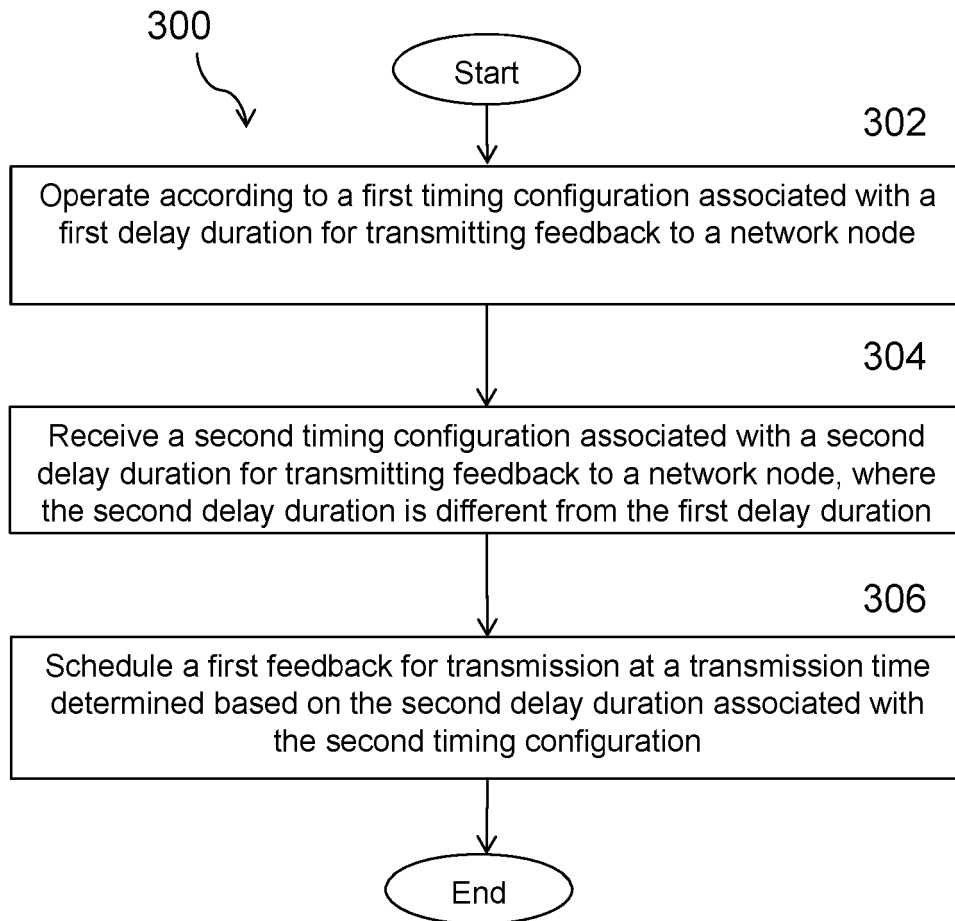 300
Start
302
Operate according to a first timing configuration associated with a
first delay duration for transmitting feedback to a network node
304
Receive a second timing configuration associated with a second
delay duration for transmitting feedback to a network node, where
the second delay duration is different from the first delay duration
306
Schedule a first feedback for transmission at a transmission time
determined based on the second delay duration associated with
the second timing configuration
End